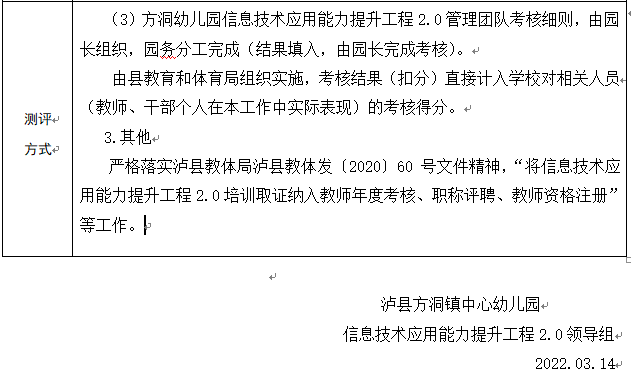 （3）方洞幼儿园信息技术应用能力提升工程2.0管理团队考核细则，由园
长组织，园务分工完成（结果填入，由园长完成考核）。
由县教育和体育局组织实施，考核结果（扣分）直接计入学校对相关人员
（教师、干部个人在本工作中实际表现）的考核得分。
测评
方式
3.其他
严格落实泸县教体局泸县教体发〔2020〕60 号文件精神，“将信息技术应
用能力提升工程2.0培训取证纳入教师年度考核、职称评聘、教师资格注册”
等工作。
泸县方洞镇中心幼儿园
信息技术应用能力提升工程2.0领导组
2022.03.14